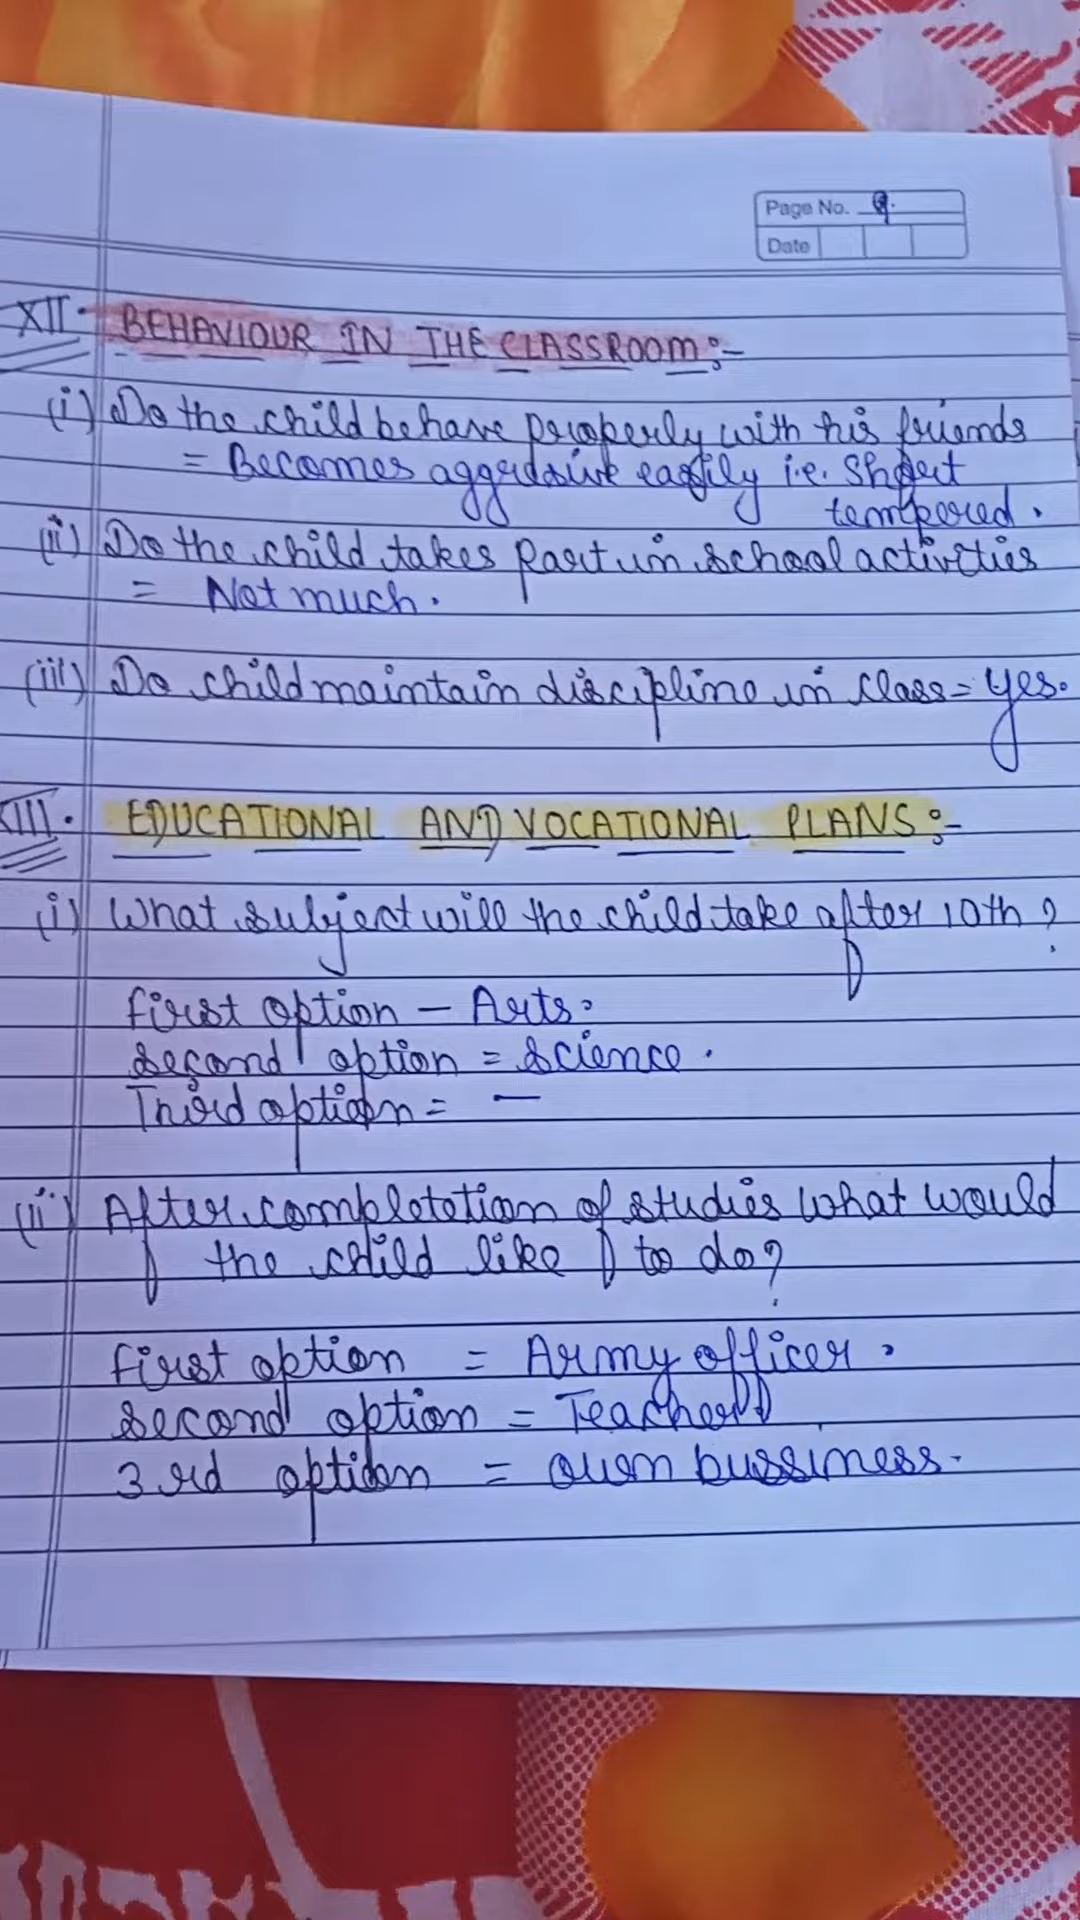 Page No. 9.
Date
XII. BEHAVIOUR IN THE CLASSROOM :-
(i) Do the child behave properly with his friends
= Becomes aggressive easily i.e. short
tempered.
(ii) Do the child takes part in school activities
= Not much.
(iii) Do child maintain discipline in class = Yes.
XIII. EDUCATIONAL AND VOCATIONAL PLANS :-
(i) What subject will the child take after 10th ?
First option - Arts.
Second option = Science.
Third option = —
(ii) After completetion of studies what would
the child like to do?
First option = Army officer.
Second option = Teacher
3rd option = own bussiness.